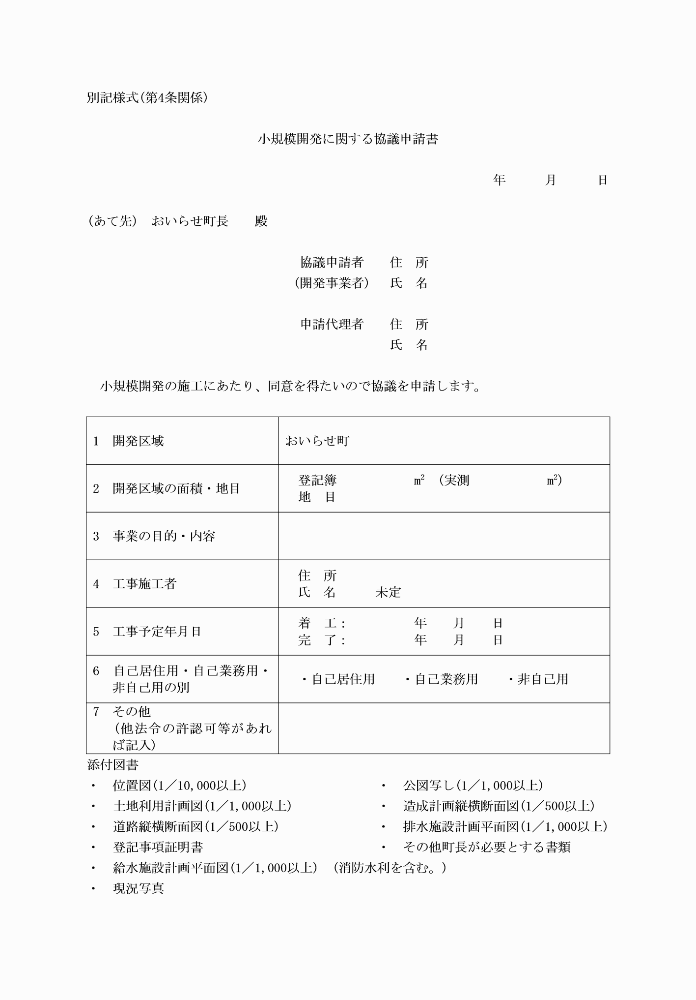 別記様式(第4条関係)
小規模開発に関する協議申請書
年　　　月　　　日
(あて先)　おいらせ町長　　殿
協議申請者　　住　所
(開発事業者)　氏　名
申請代理者　　住　所
氏　名
小規模開発の施工にあたり、同意を得たいので協議を申請します。
1　開発区域　おいらせ町
2　開発区域の面積・地目
登記簿　　　　　　㎡　(実測　　　　　　㎡)
地　目
3　事業の目的・内容
4　工事施工者
住　所
氏　名　　　未定
5　工事予定年月日
着　工：　　　　　年　　月　　日
完　了：　　　　　年　　月　　日
6　自己居住用・自己業務用・
非自己用の別
・自己居住用　　・自己業務用　　・非自己用
7　その他
(他法令の許認可等があれ
ば記入)
添付図書
・　位置図(1／10,000以上)　　・　公図写し(1／1,000以上)
・　土地利用計画図(1／1,000以上)　　・　造成計画縦横断面図(1／500以上)
・　道路縦横断面図(1／500以上)　　・　排水施設計画平面図(1／1,000以上)
・　登記事項証明書　　・　その他町長が必要とする書類
・　給水施設計画平面図(1／1,000以上)　(消防水利を含む。)
・　現況写真